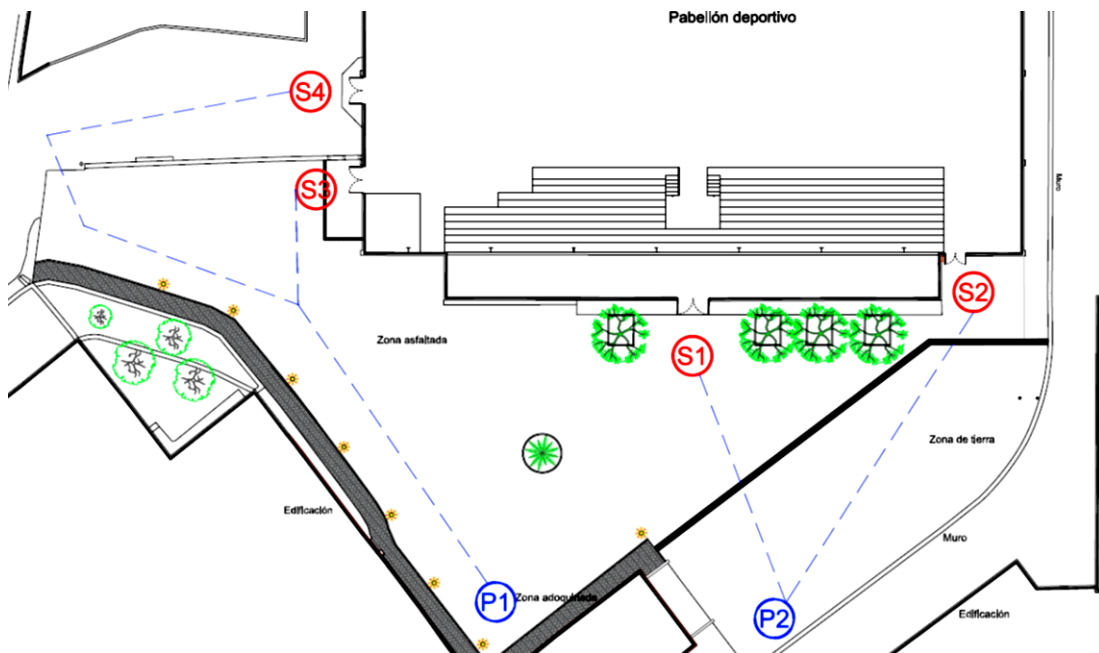 Pabellón deportivo
S4
S3
Muro
S2
Zona asfaltada
S1
Zona de tierra
Edificación
Muro
P1
Zona adoquinada
P2
Edificación